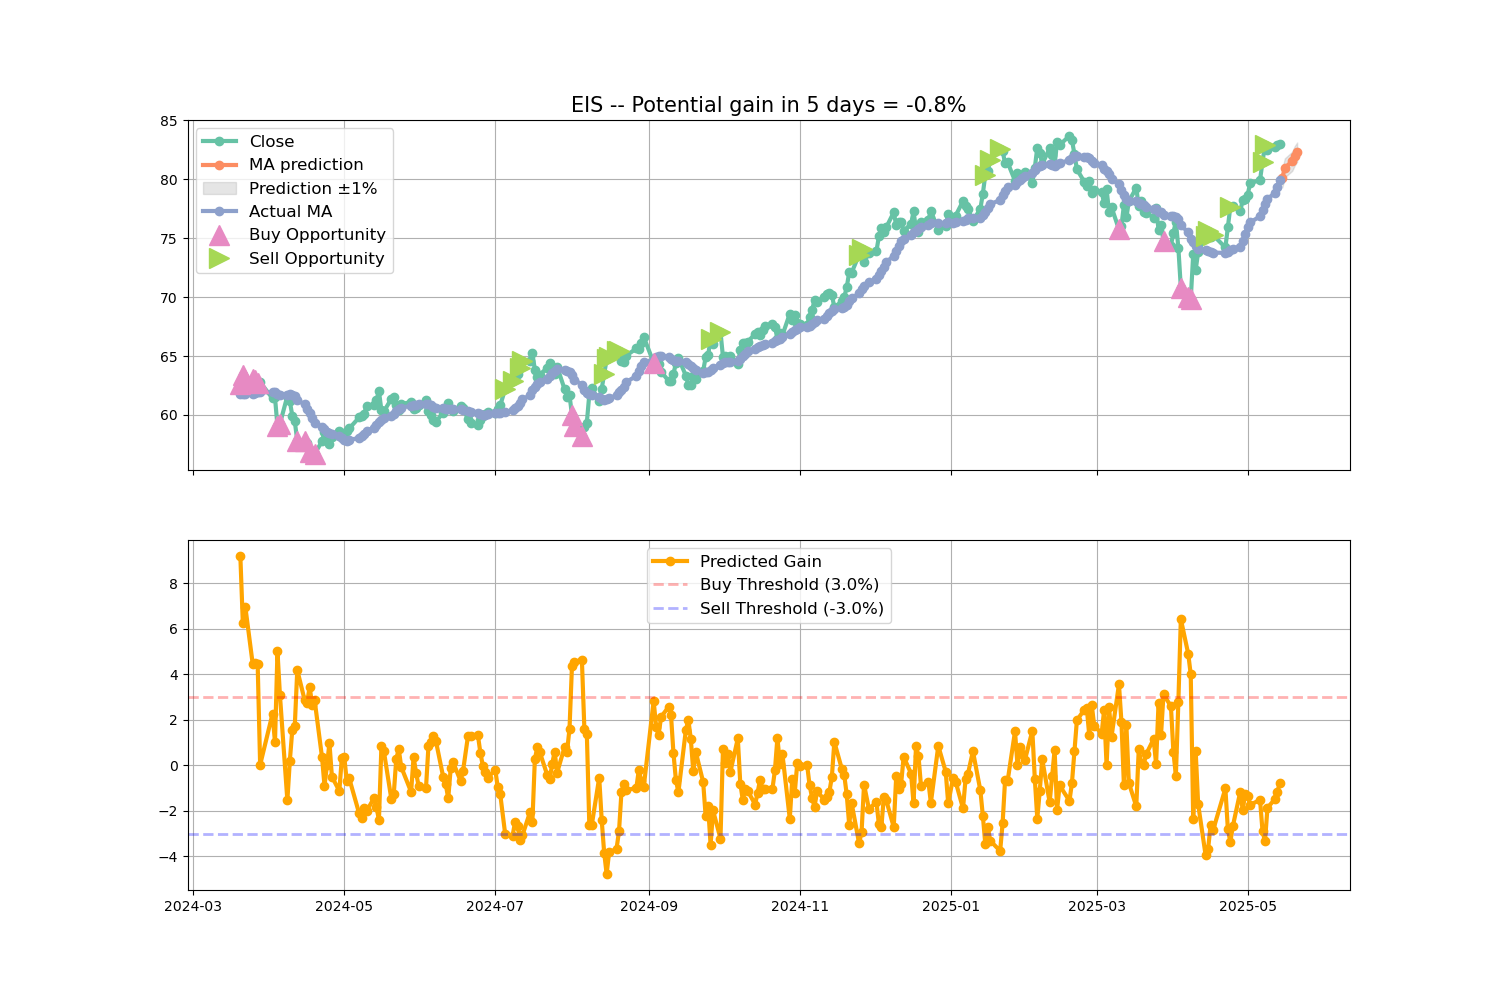 EIS -- Potential gain in 5 days = -0.8%
85
80
75
70
65
60
Close
MA prediction
Prediction ±1%
Actual MA
Buy Opportunity
Sell Opportunity
8
6
4
2
0
−2
−4
Predicted Gain
Buy Threshold (3.0%)
Sell Threshold (-3.0%)
2024-03 2024-05 2024-07 2024-09 2024-11 2025-01 2025-03 2025-05